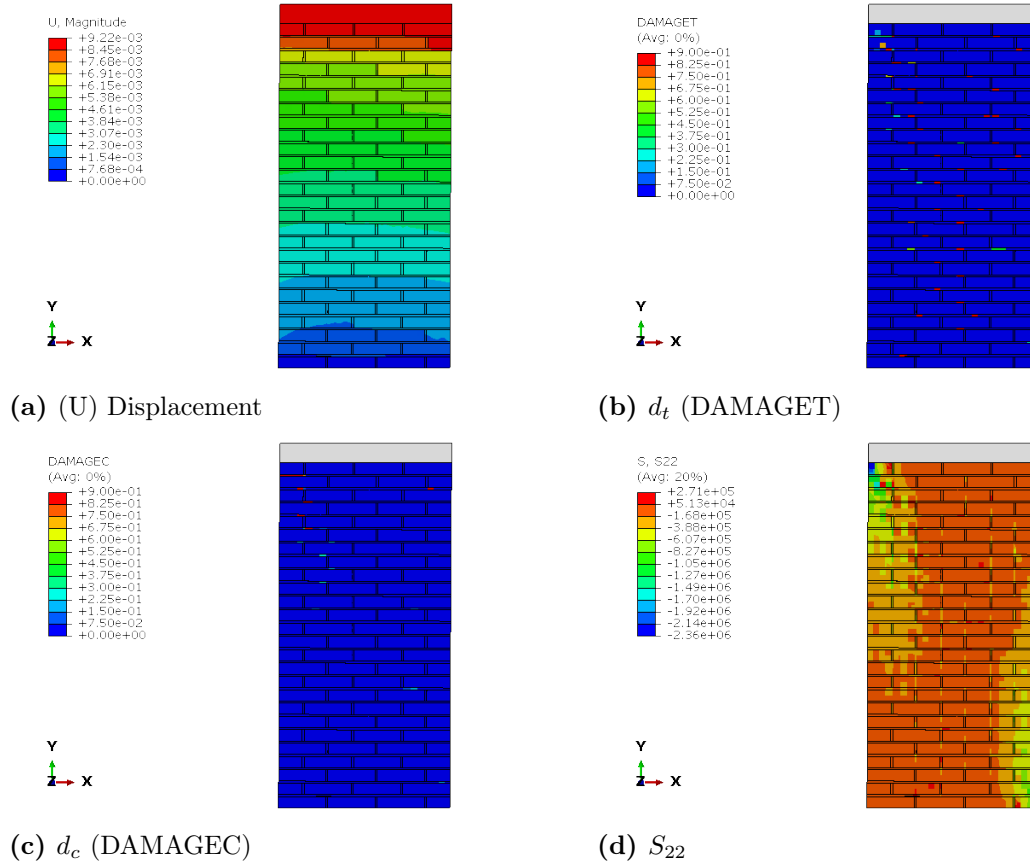 U, Magnitude
+9.22e-03
+8.45e-03
+7.68e-03
+6.91e-03
+6.15e-03
+5.38e-03
+4.61e-03
+3.84e-03
+3.07e-03
+2.30e-03
+1.54e-03
+7.68e-04
+0.00e+00
Y
Z X
(a) (U) Displacement
DAMAGET
(Avg: 0%)
+9.00e-01
+8.25e-01
+7.50e-01
+6.75e-01
+6.00e-01
+5.25e-01
+4.50e-01
+3.75e-01
+3.00e-01
+2.25e-01
+1.50e-01
+7.50e-02
+0.00e+00
Y
Z X
(b) d_t (DAMAGET)
DAMAGEC
(Avg: 0%)
+9.00e-01
+8.25e-01
+7.50e-01
+6.75e-01
+6.00e-01
+5.25e-01
+4.50e-01
+3.75e-01
+3.00e-01
+2.25e-01
+1.50e-01
+7.50e-02
+0.00e+00
Y
Z X
(c) d_c (DAMAGEC)
S, S22
(Avg: 20%)
+2.71e+05
+5.13e+04
-1.68e+05
-3.88e+05
-6.07e+05
-8.27e+05
-1.05e+06
-1.27e+06
-1.49e+06
-1.70e+06
-1.92e+06
-2.14e+06
-2.36e+06
Y
Z X
(d) S_22